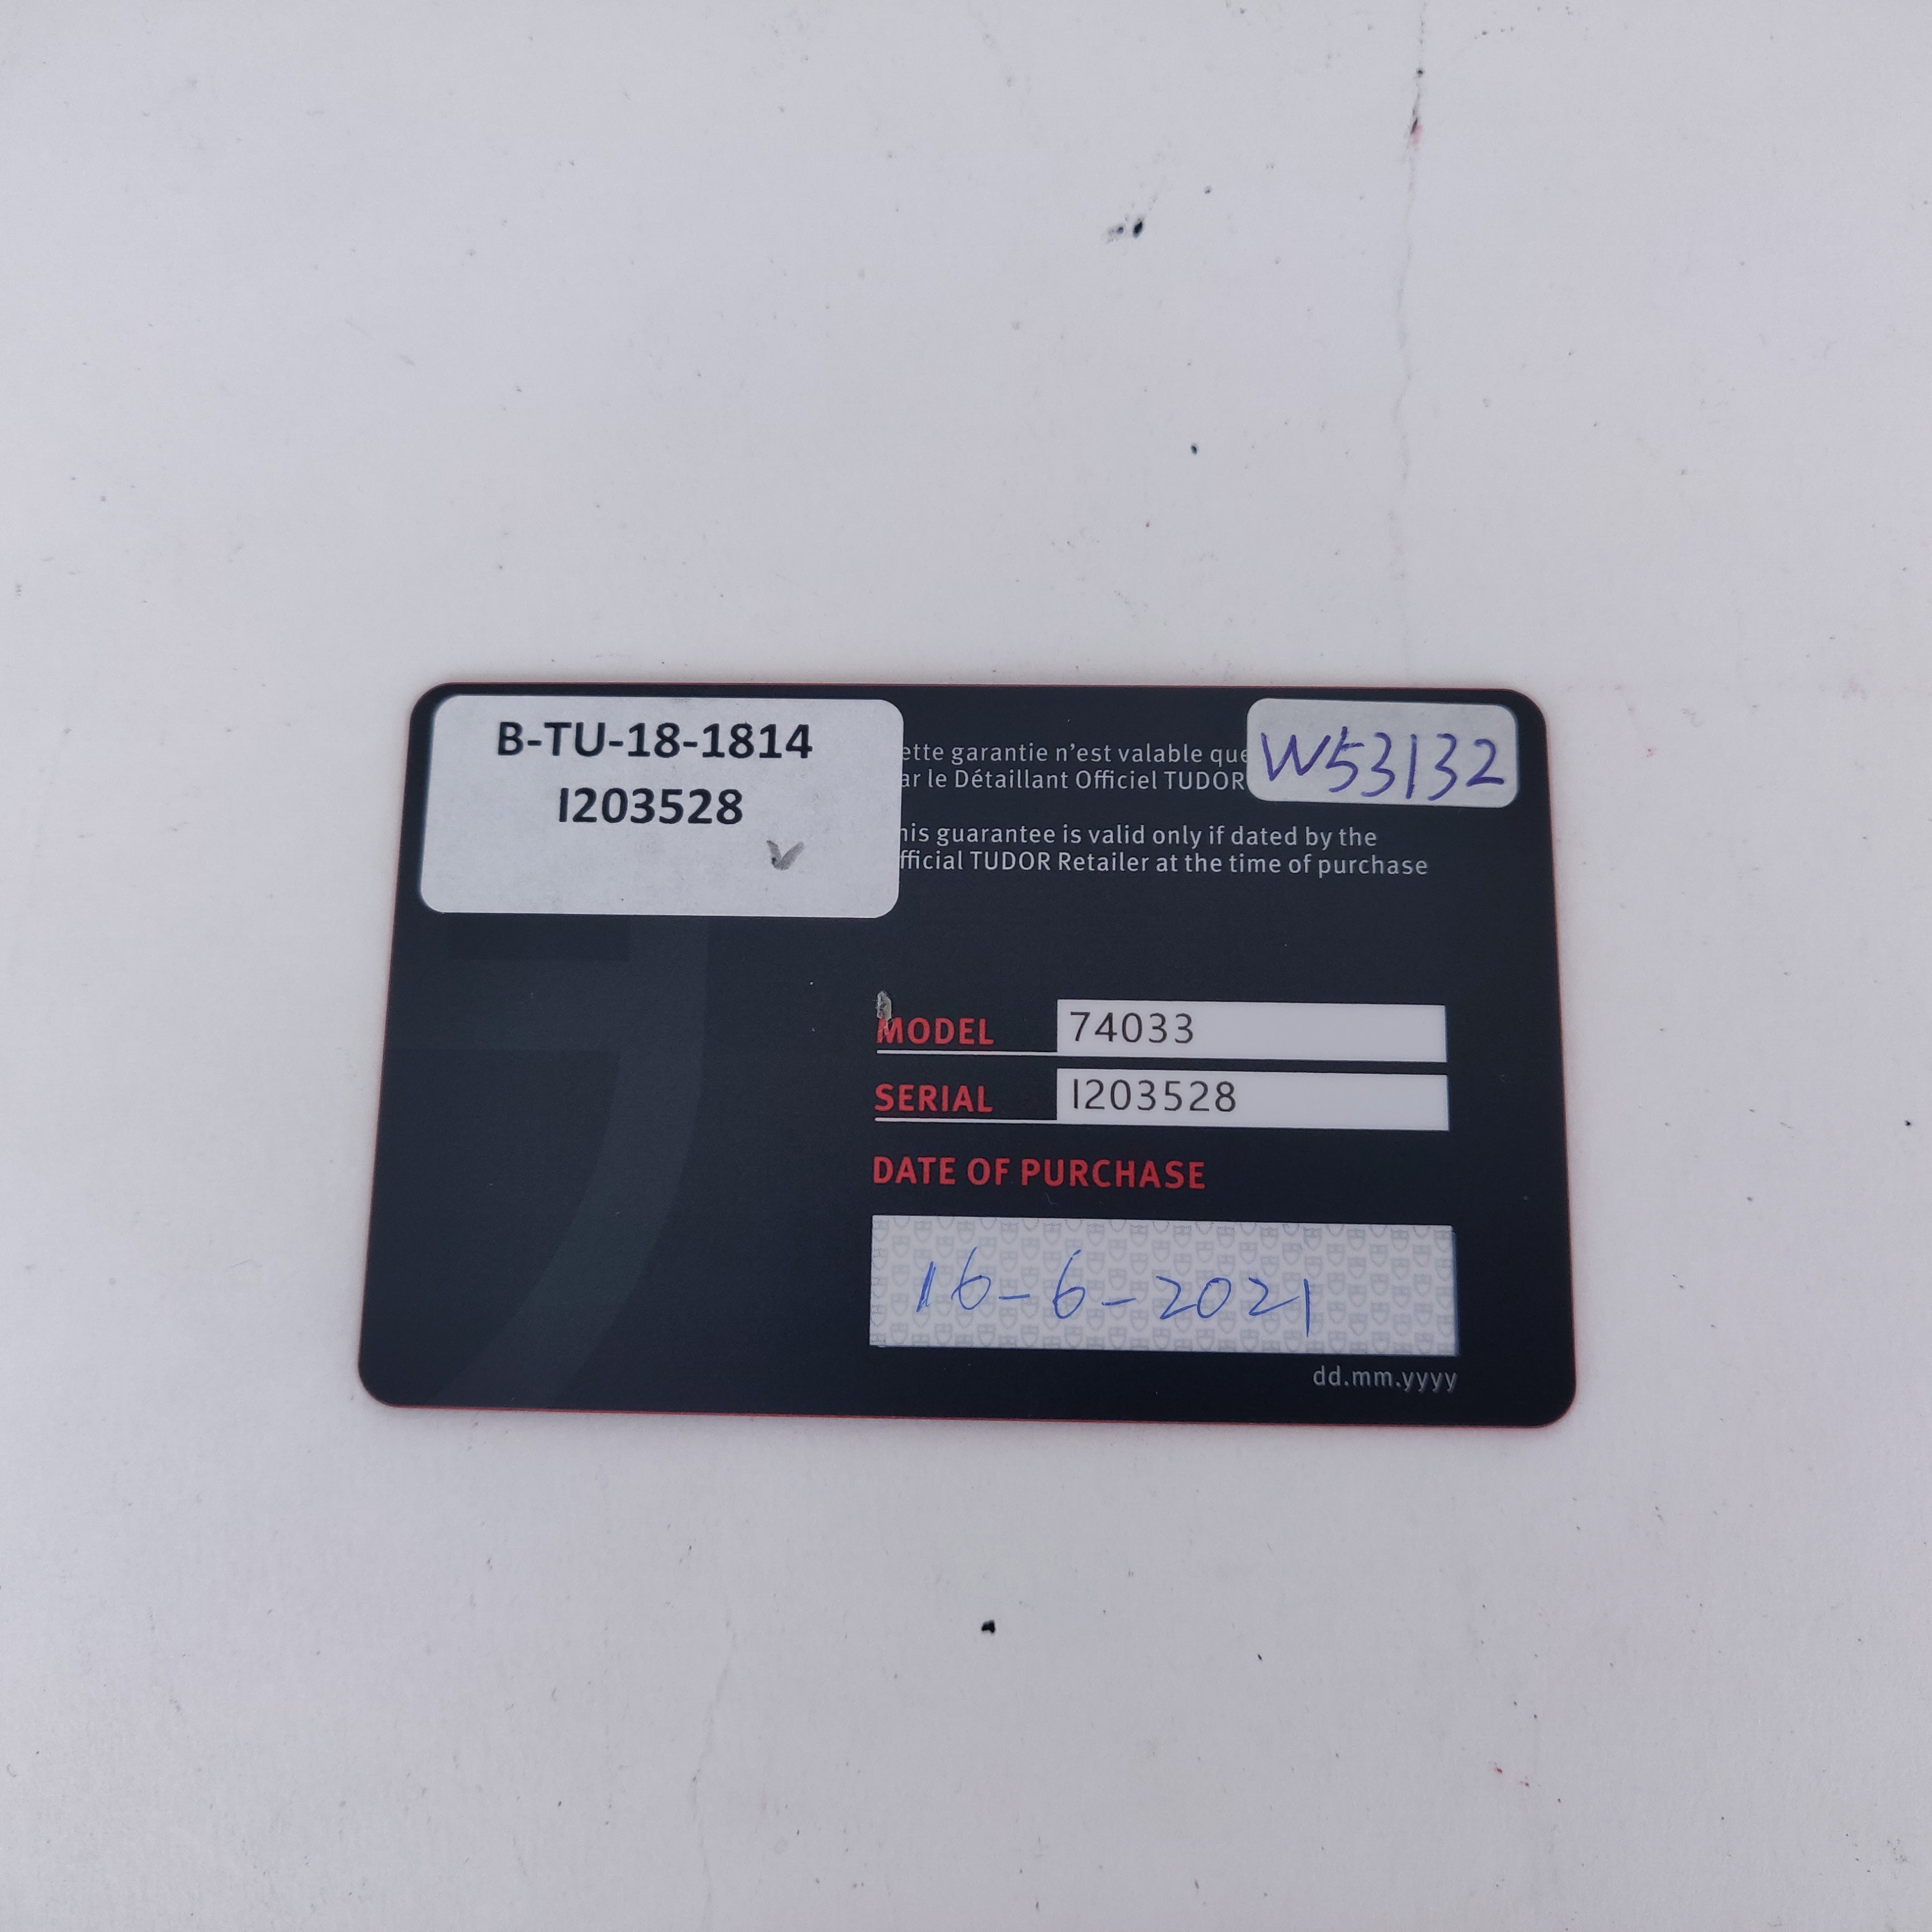 B-TU-18-1814
I203528
W53132
ette garantie n'est valable que
ar le Détaillant Officiel TUDOR
his guarantee is valid only if dated by the
fficial TUDOR Retailer at the time of purchase
MODEL 74033
SERIAL I203528
DATE OF PURCHASE
16-6-2021
dd.mm.yyyy